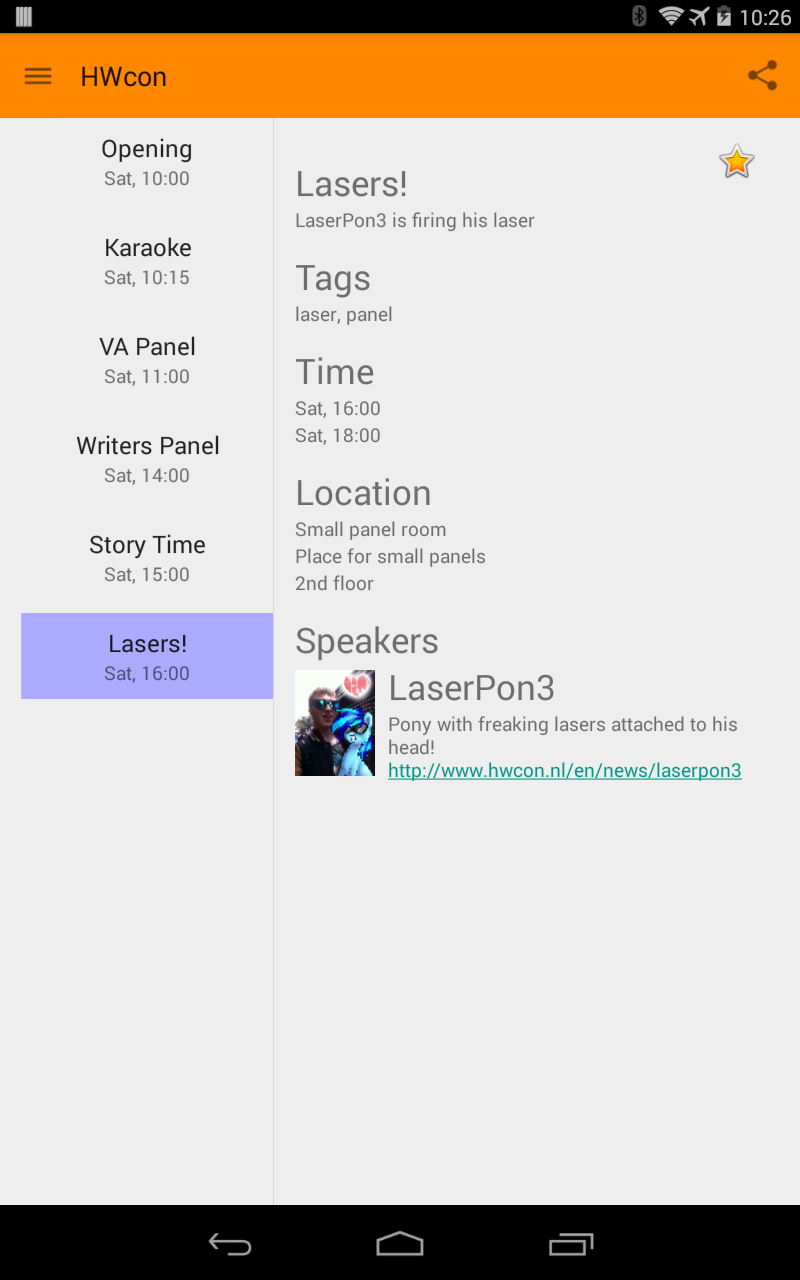 10:26
HWcon
Opening
Sat, 10:00
Karaoke
Sat, 10:15
VA Panel
Sat, 11:00
Writers Panel
Sat, 14:00
Story Time
Sat, 15:00
Lasers!
Sat, 16:00
Lasers!
LaserPon3 is firing his laser
Tags
laser, panel
Time
Sat, 16:00
Sat, 18:00
Location
Small panel room
Place for small panels
2nd floor
Speakers
LaserPon3
Pony with freaking lasers attached to his
head!
http://www.hwcon.nl/en/news/laserpon3